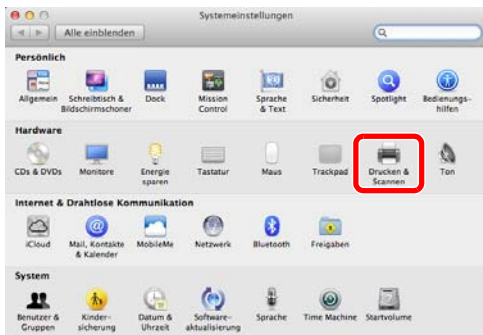 Systemeinstellungen
Alle einblenden
Persönlich
Allgemein Schreibtisch & Dock Mission Sprache Sicherheit Spotlight Bedienungs-
Bildschirmschoner Control & Text hilfen
Hardware
CDs & DVDs Monitore Energie Tastatur Maus Trackpad Drucken & Ton
sparen Scannen
Internet & Drahtlose Kommunikation
iCloud Mail, Kontakte MobileMe Netzwerk Bluetooth Freigaben
& Kalender
System
Benutzer & Kinder- Datum & Software- Sprache Time Machine Startvolume
Gruppen sicherung Uhrzeit aktualisierung